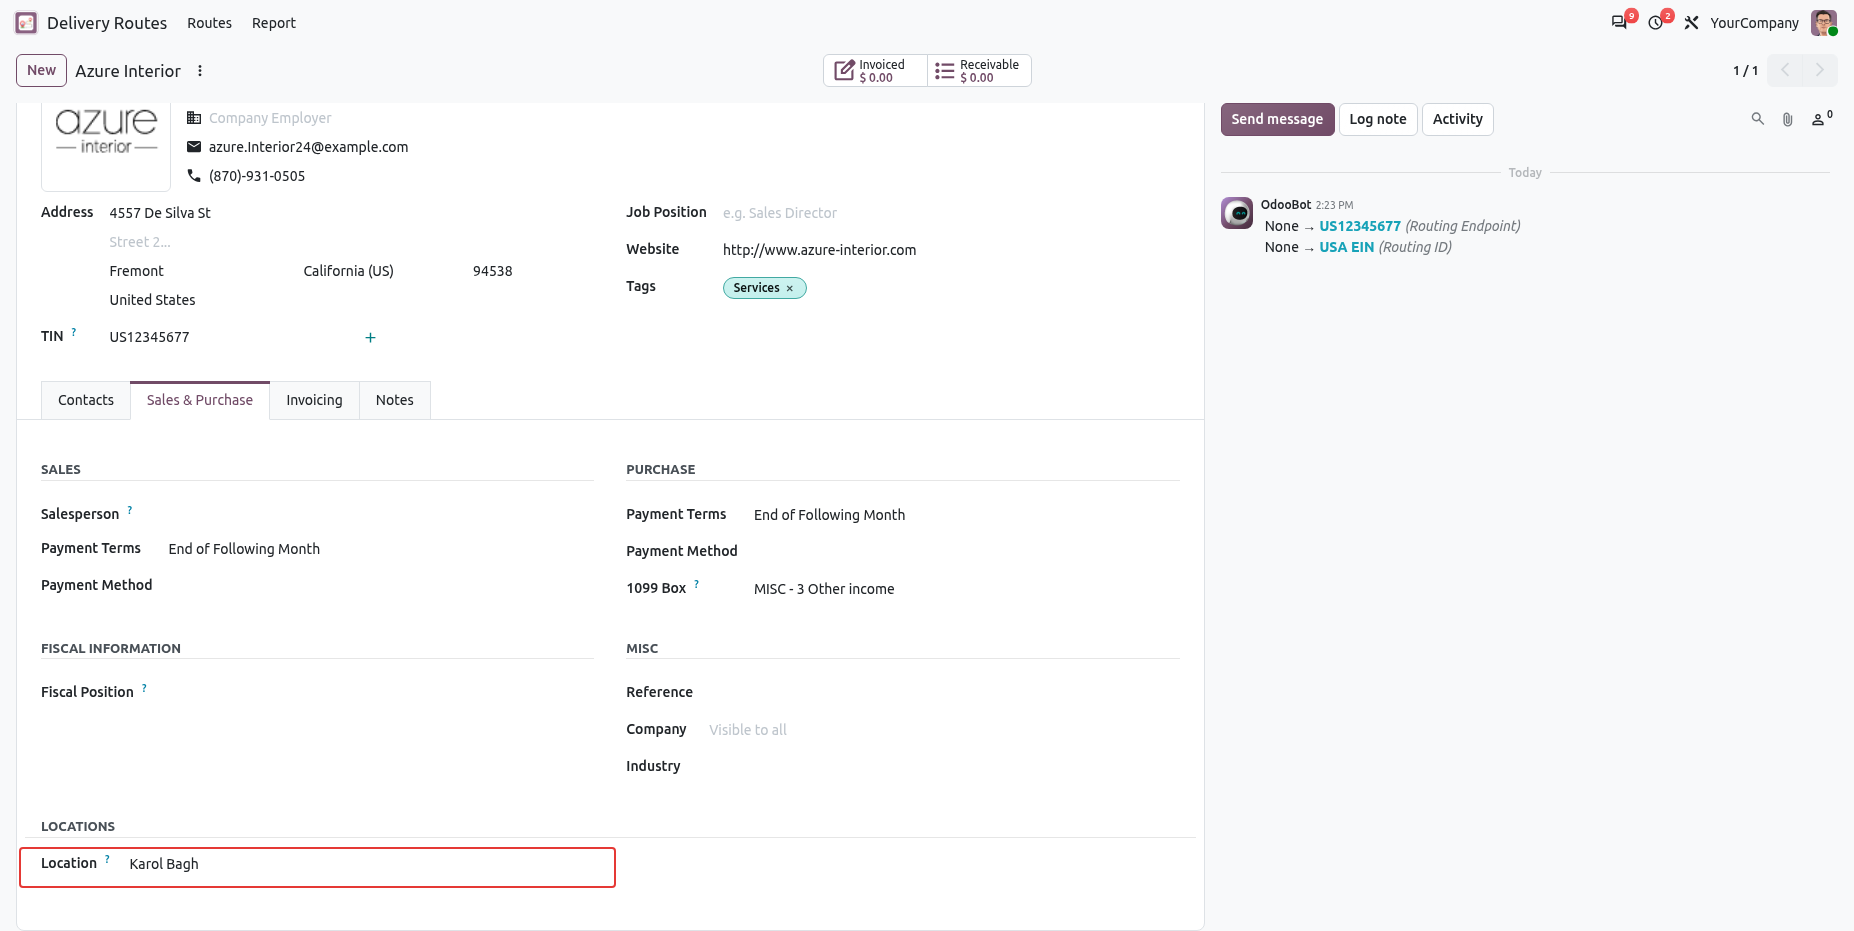 Delivery Routes Routes Report 9 2 YourCompany
New Azure Interior Invoiced $ 0.00 Receivable $ 0.00 1 / 1
azure interior
Company Employer
azure.Interior24@example.com
(870)-931-0505
Address 4557 De Silva St
Street 2...
Fremont California (US) 94538
United States
TIN ? US12345677 +
Job Position e.g. Sales Director
Website http://www.azure-interior.com
Tags Services ×
Contacts Sales & Purchase Invoicing Notes
SALES
Salesperson ?
Payment Terms End of Following Month
Payment Method
PURCHASE
Payment Terms End of Following Month
Payment Method
1099 Box ? MISC - 3 Other income
FISCAL INFORMATION
Fiscal Position ?
MISC
Reference
Company Visible to all
Industry
LOCATIONS
Location ? Karol Bagh
Send message Log note Activity 0
Today
OdooBot 2:23 PM
None → US12345677 (Routing Endpoint)
None → USA EIN (Routing ID)